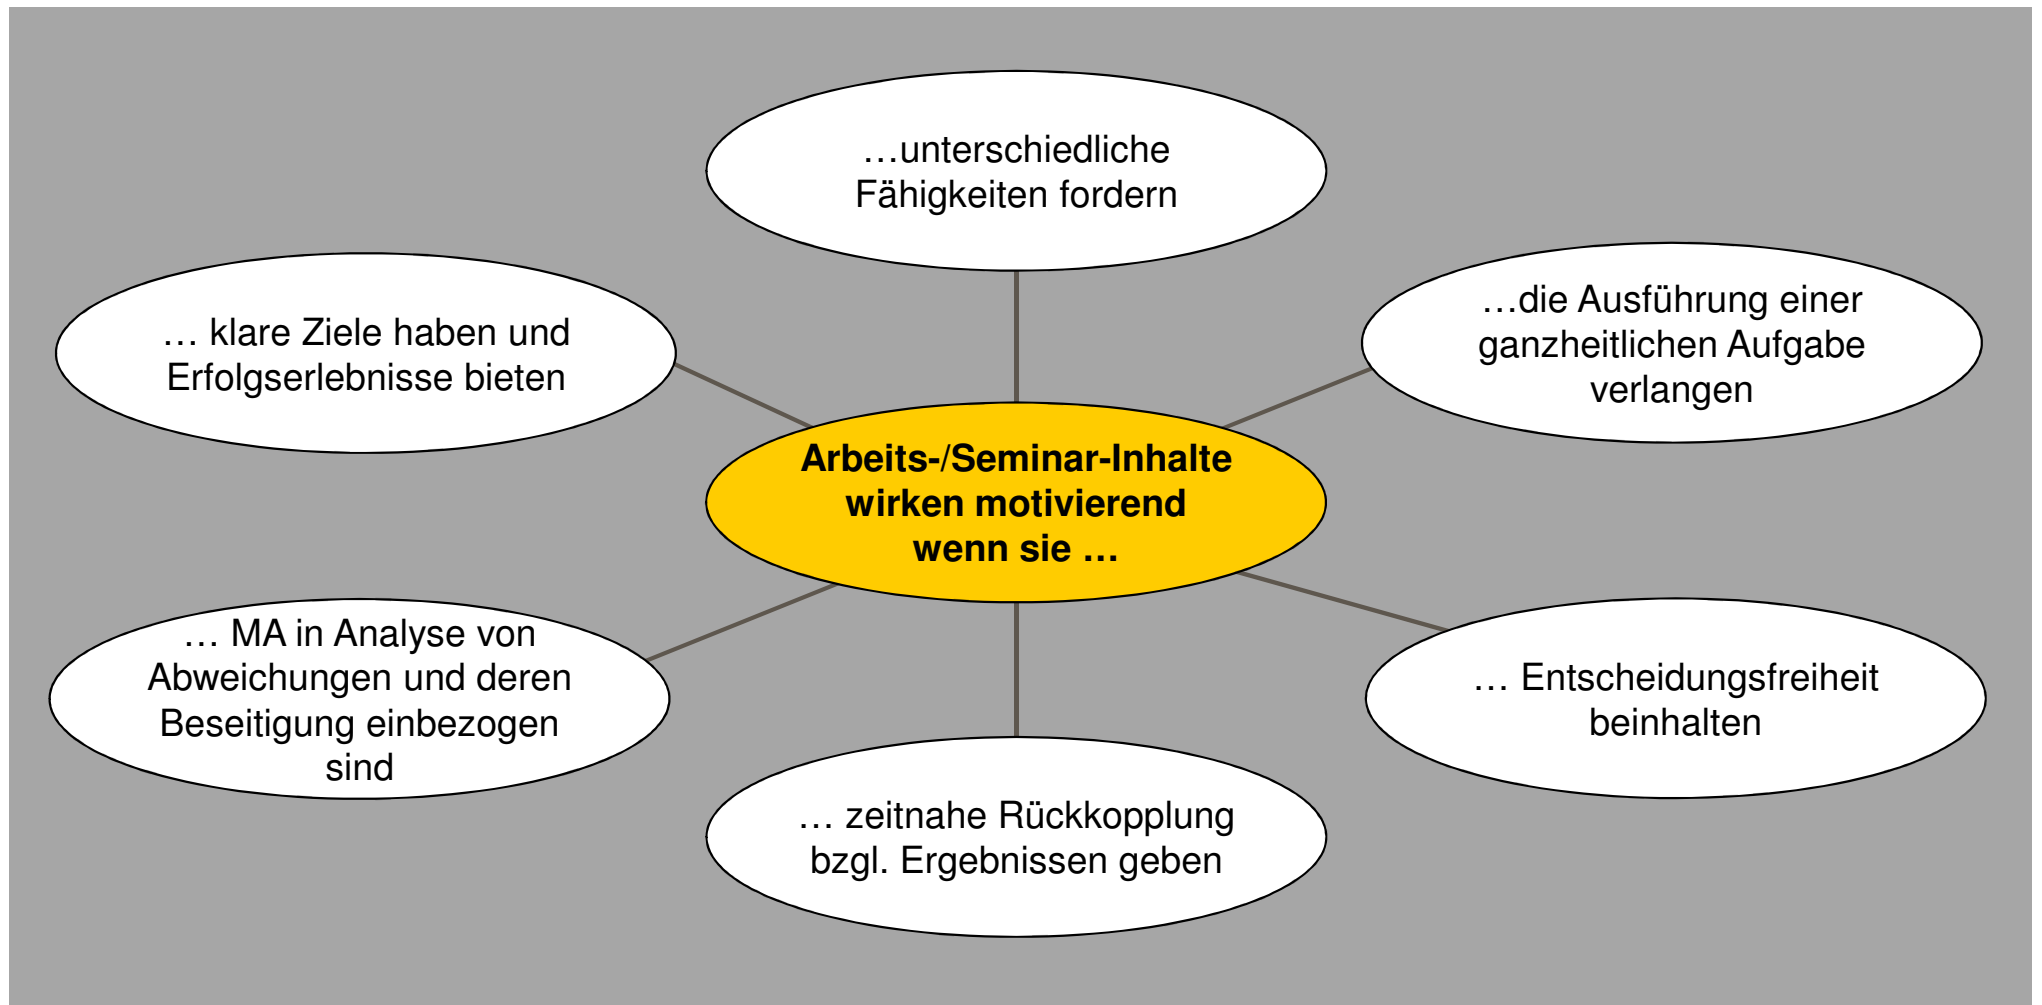 …unterschiedliche
Fähigkeiten fordern
… klare Ziele haben und
Erfolgserlebnisse bieten
…die Ausführung einer
ganzheitlichen Aufgabe
verlangen
Arbeits-/Seminar-Inhalte
wirken motivierend
wenn sie …
… MA in Analyse von
Abweichungen und deren
Beseitigung einbezogen
sind
… Entscheidungsfreiheit
beinhalten
… zeitnahe Rückkopplung
bzgl. Ergebnissen geben